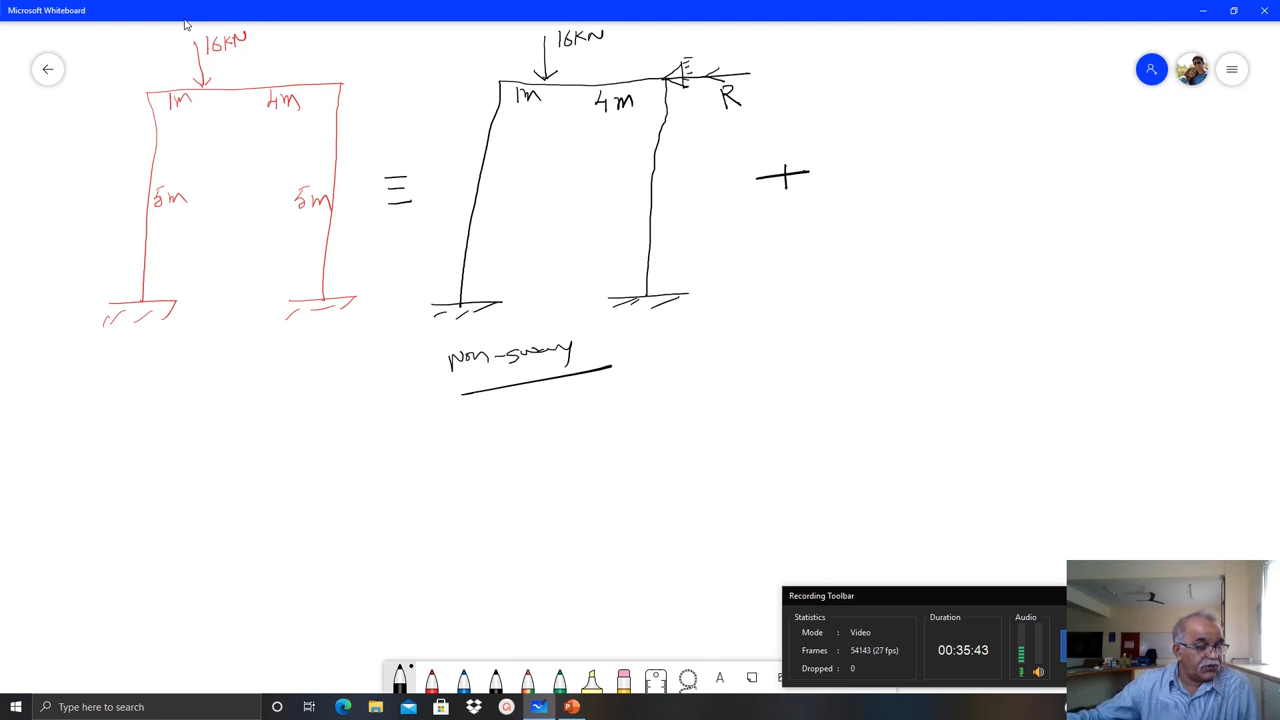 Microsoft Whiteboard
16KN
16KN
1m
4m
1m
4m
R
5m
5m
Non-sway
Recording Toolbar
Statistics
Duration
Audio
Mode : Video
Frames : 54143 (27 fps)
00:35:43
Dropped : 0
A
Type here to search